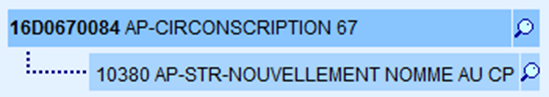 16D0670084 AP-CIRCONSCRIPTION 67
10380 AP-STR-NOUVELLEMENT NOMME AU CP